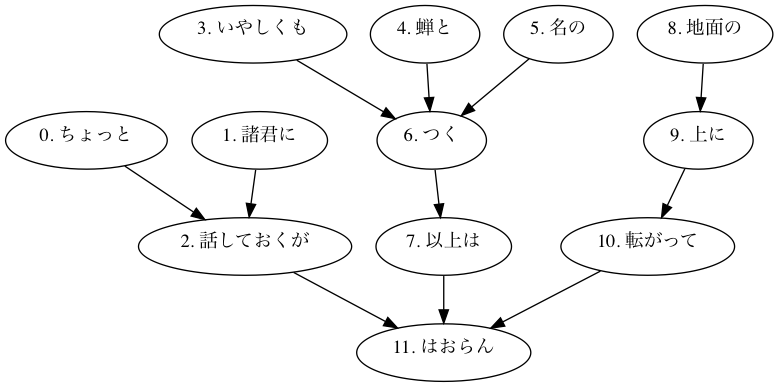 3. いやしくも
4. 蝉と
5. 名の
8. 地面の
0. ちょっと
1. 諸君に
6. つく
9. 上に
2. 話しておくが
7. 以上は
10. 転がって
11. はおらん